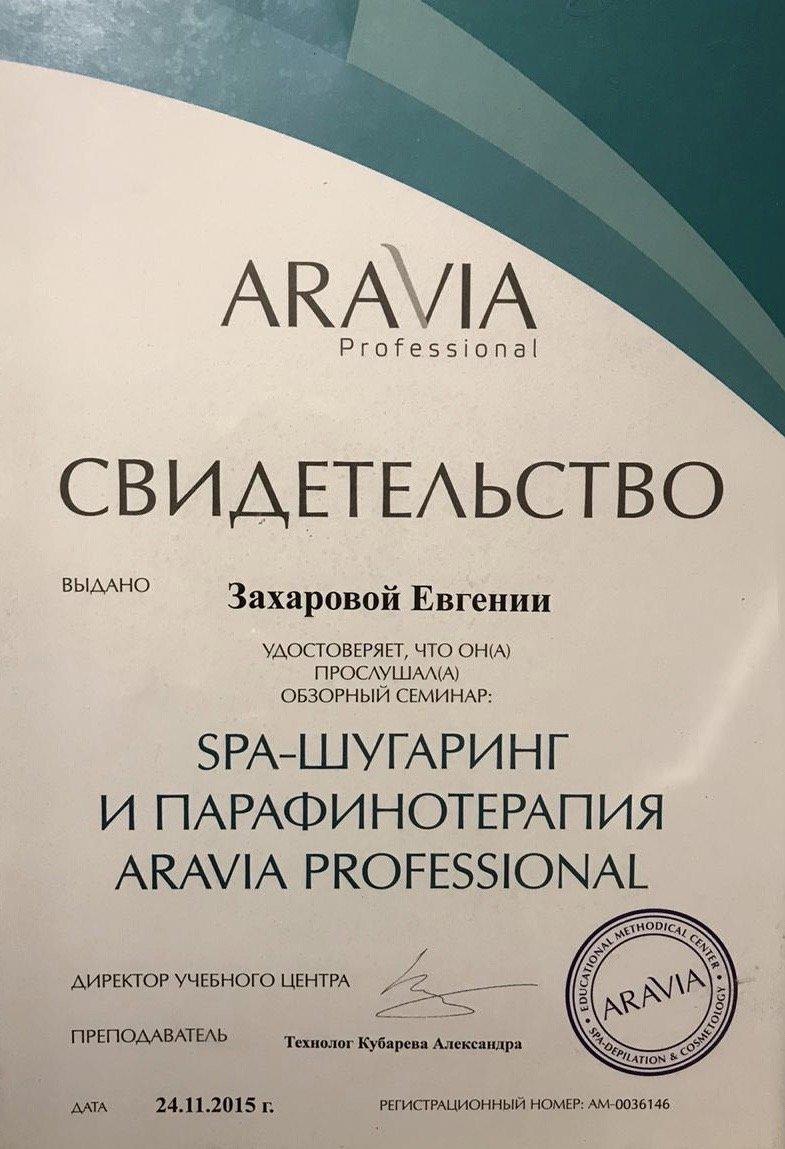 ARAVIA
Professional
СВИДЕТЕЛЬСТВО
ВЫДАНО Захаровой Евгении
УДОСТОВЕРЯЕТ, ЧТО ОН(А)
ПРОСЛУШАЛ(А)
ОБЗОРНЫЙ СЕМИНАР:
SPA-ШУГАРИНГ
И ПАРАФИНОТЕРАПИЯ
ARAVIA PROFESSIONAL
ДИРЕКТОР УЧЕБНОГО ЦЕНТРА
ПРЕПОДАВАТЕЛЬ Технолог Кубарева Александра
ДАТА 24.11.2015 г. РЕГИСТРАЦИОННЫЙ НОМЕР: АМ-0036146
EDUCATIONAL METHODICAL CENTER
ARAVIA
SPA-DEPILATION & COSMETOLOGY